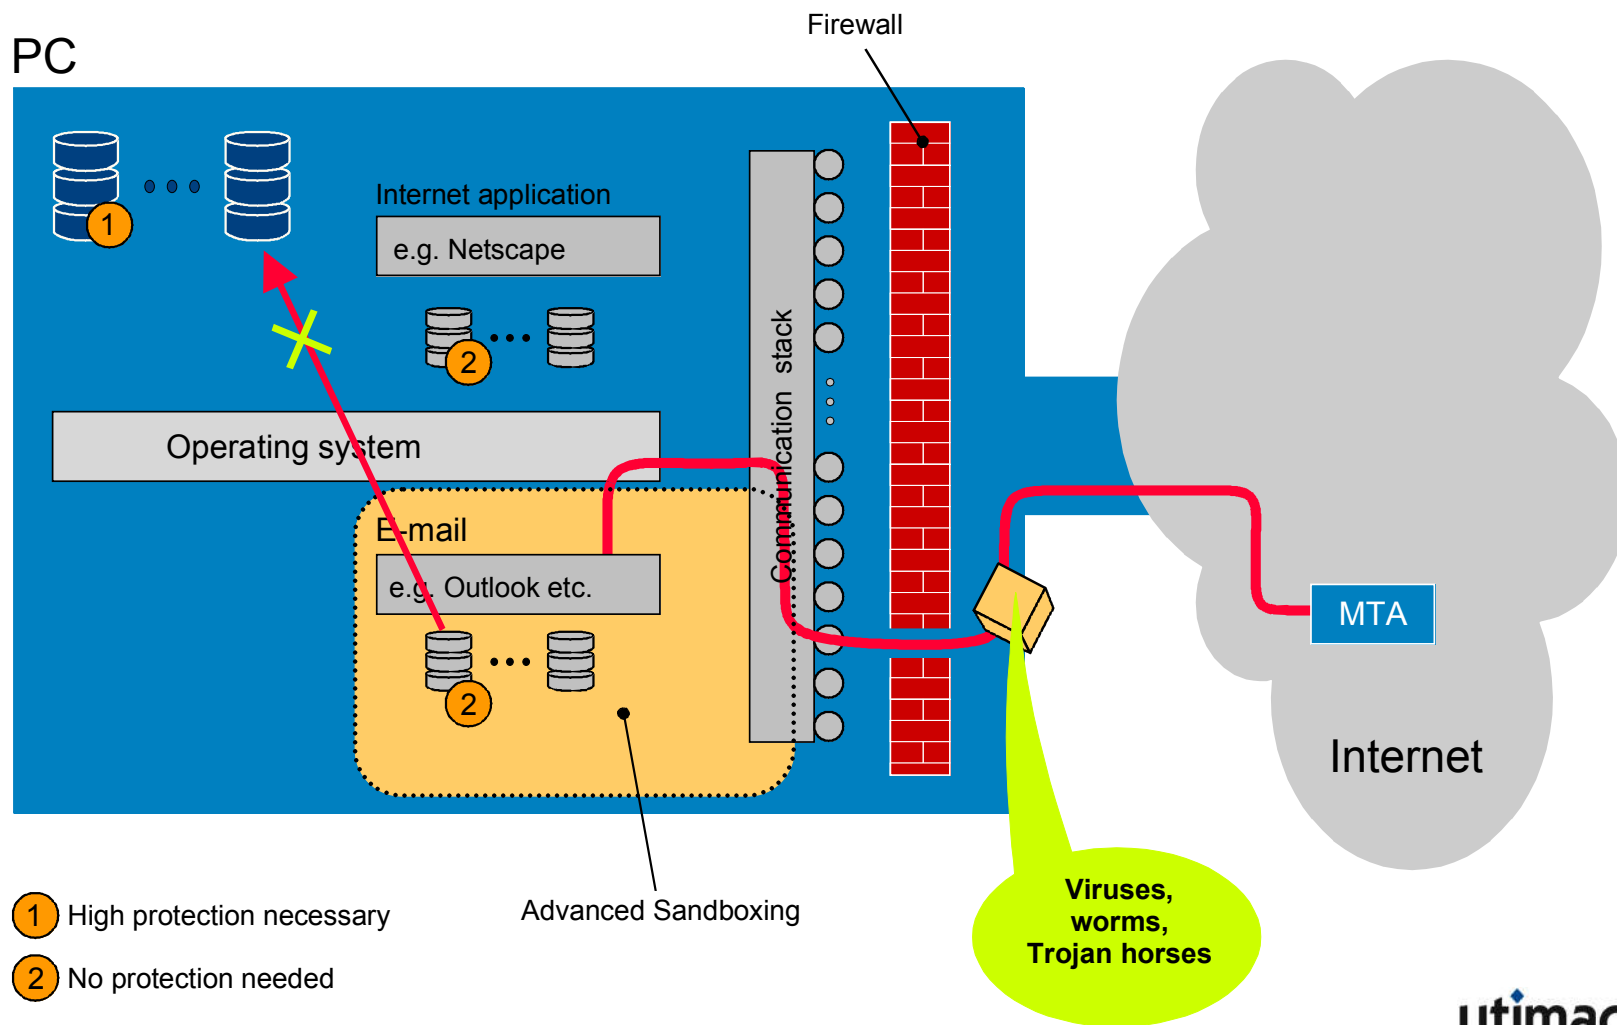 Firewall
PC
Internet application
1
e.g. Netscape
2
Communication stack
Operating system
E-mail
e.g. Outlook etc.
MTA
2
Internet
Viruses,
worms,
Trojan horses
1 High protection necessary
Advanced Sandboxing
2 No protection needed